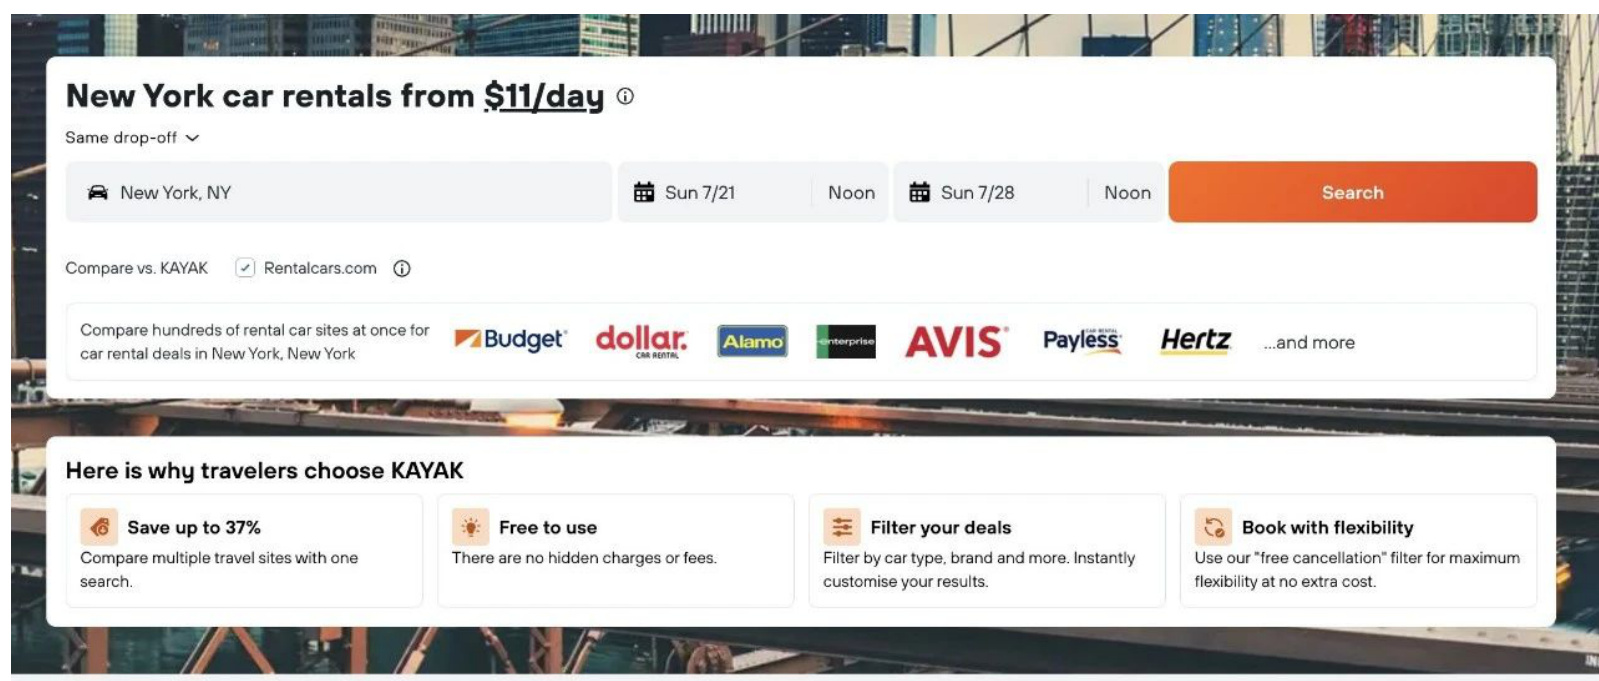 New York car rentals from $11/day
Same drop-off
New York, NY
Sun 7/21
Noon
Sun 7/28
Noon
Search
Compare vs. KAYAK
Rentalcars.com
Compare hundreds of rental car sites at once for
car rental deals in New York, New York
Budget
dollar.
CAR RENTAL
Alamo
enterprise
AVIS
CAR RENTAL
Payless
Hertz
...and more
Here is why travelers choose KAYAK
Save up to 37%
Compare multiple travel sites with one
search.
Free to use
There are no hidden charges or fees.
Filter your deals
Filter by car type, brand and more. Instantly
customise your results.
Book with flexibility
Use our "free cancellation" filter for maximum
flexibility at no extra cost.